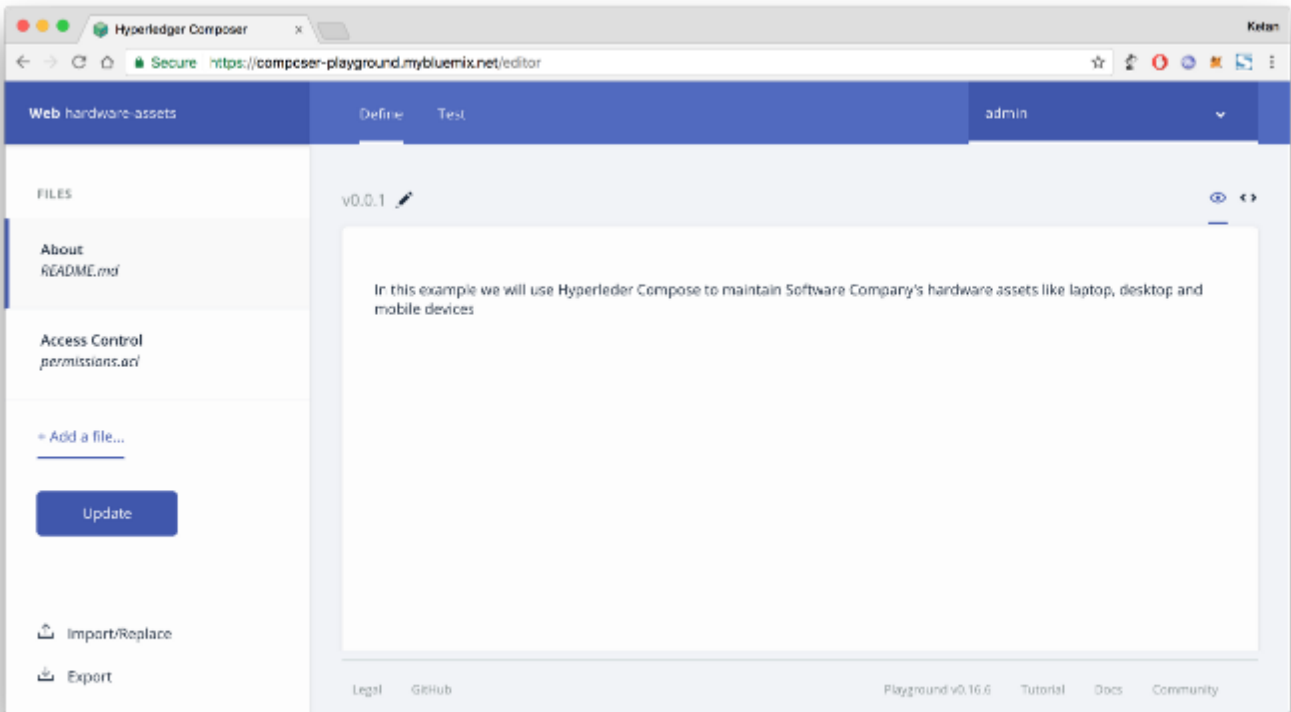 Hyperledger Composer
Ketan
Secure https://composer-playground.mybluemix.net/editor
Web hardware-assets
Define Test
admin
FILES
v0.0.1
About
README.md
In this example we will use Hyperleder Compose to maintain Software Company's hardware assets like laptop, desktop and
mobile devices
Access Control
permissions.acl
+ Add a file...
Update
Import/Replace
Export
Legal GitHub Playground v0.16.6 Tutorial Docs Community